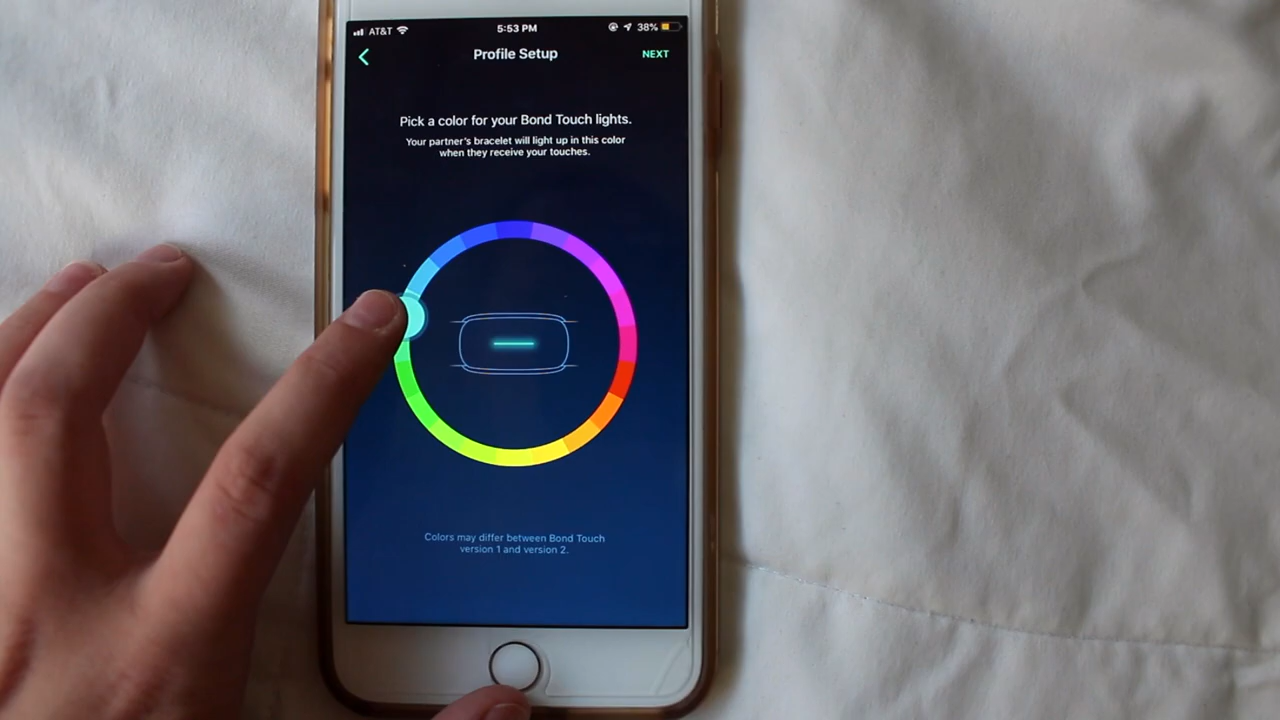 AT&T 5:53 PM 38%
Profile Setup NEXT
Pick a color for your Bond Touch lights.
Your partner's bracelet will light up in this color
when they receive your touches.
Colors may differ between Bond Touch
version 1 and version 2.